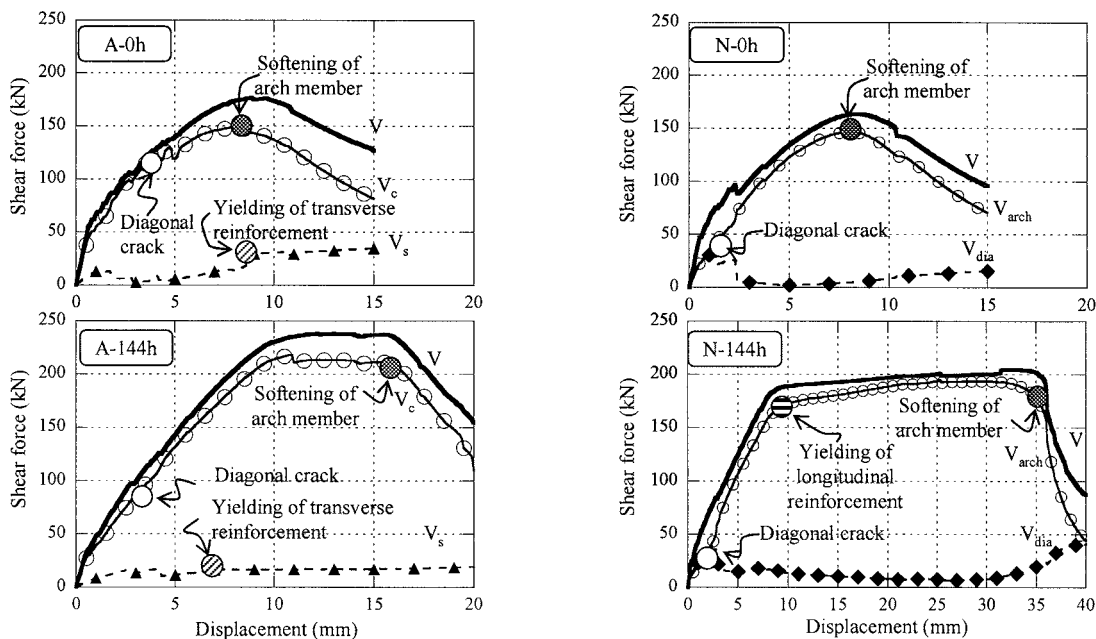 A-0h
Shear force (kN)
250
200
150
100
50
0
Softening of
arch member
V
V_c
Diagonal
crack
Yielding of transverse
reinforcement
V_s
0
5
10
15
20
N-0h
Shear force (kN)
250
200
150
100
50
0
Softening of
arch member
V
V_arch
Diagonal crack
V_dia
0
5
10
15
20
A-144h
Shear force (kN)
250
200
150
100
50
0
V
V_c
Softening of
arch member
Diagonal crack
Yielding of transverse
reinforcement
V_s
0
5
10
15
20
Displacement (mm)
N-144h
Shear force (kN)
250
200
150
100
50
0
Softening of
arch member
V
V_arch
Yielding of
longitudinal
reinforcement
Diagonal crack
V_dia
0
5
10
15
20
25
30
35
40
Displacement (mm)